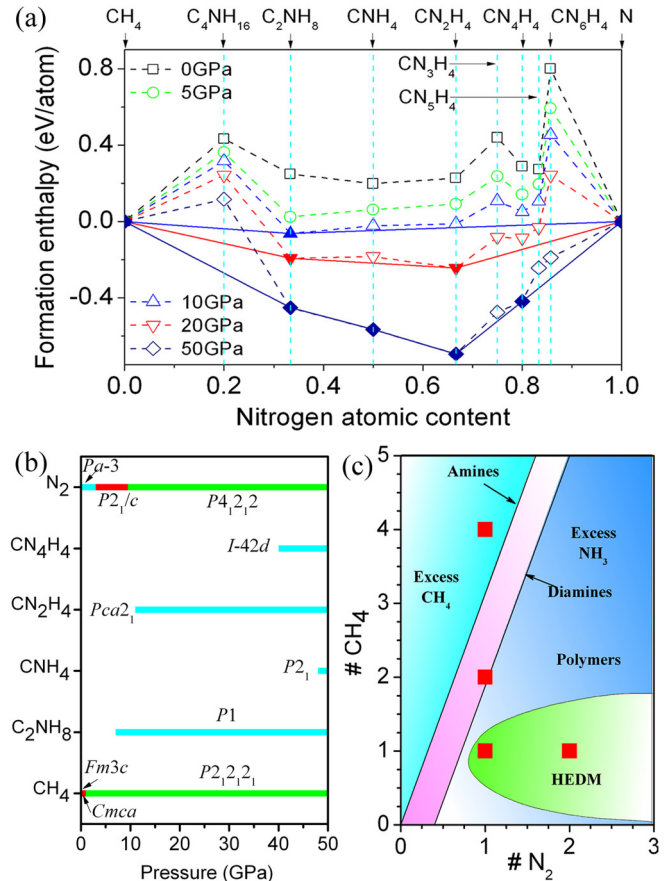 (a)
CH4 C4NH16 C2NH8 CNH4 CN2H4 CN4H4 CN6H4 N
CN3H4
CN5H4
0GPa
5GPa
10GPa
20GPa
50GPa
Formation enthalpy (eV/atom)
0.8
0.4
0.0
-0.4
0.0 0.2 0.4 0.6 0.8 1.0
Nitrogen atomic content
(b)
N2
CN4H4
CN2H4
CNH4
C2NH8
CH4
Pa-3
P21/c
P41212
I-42d
Pca21
P21
P1
Fm3c
P212121
Cmca
0 10 20 30 40 50
Pressure (GPa)
(c)
# CH4
5
4
3
2
1
0
Amines
Excess
CH4
Excess
NH3
Diamines
Polymers
HEDM
0 1 2 3
# N2